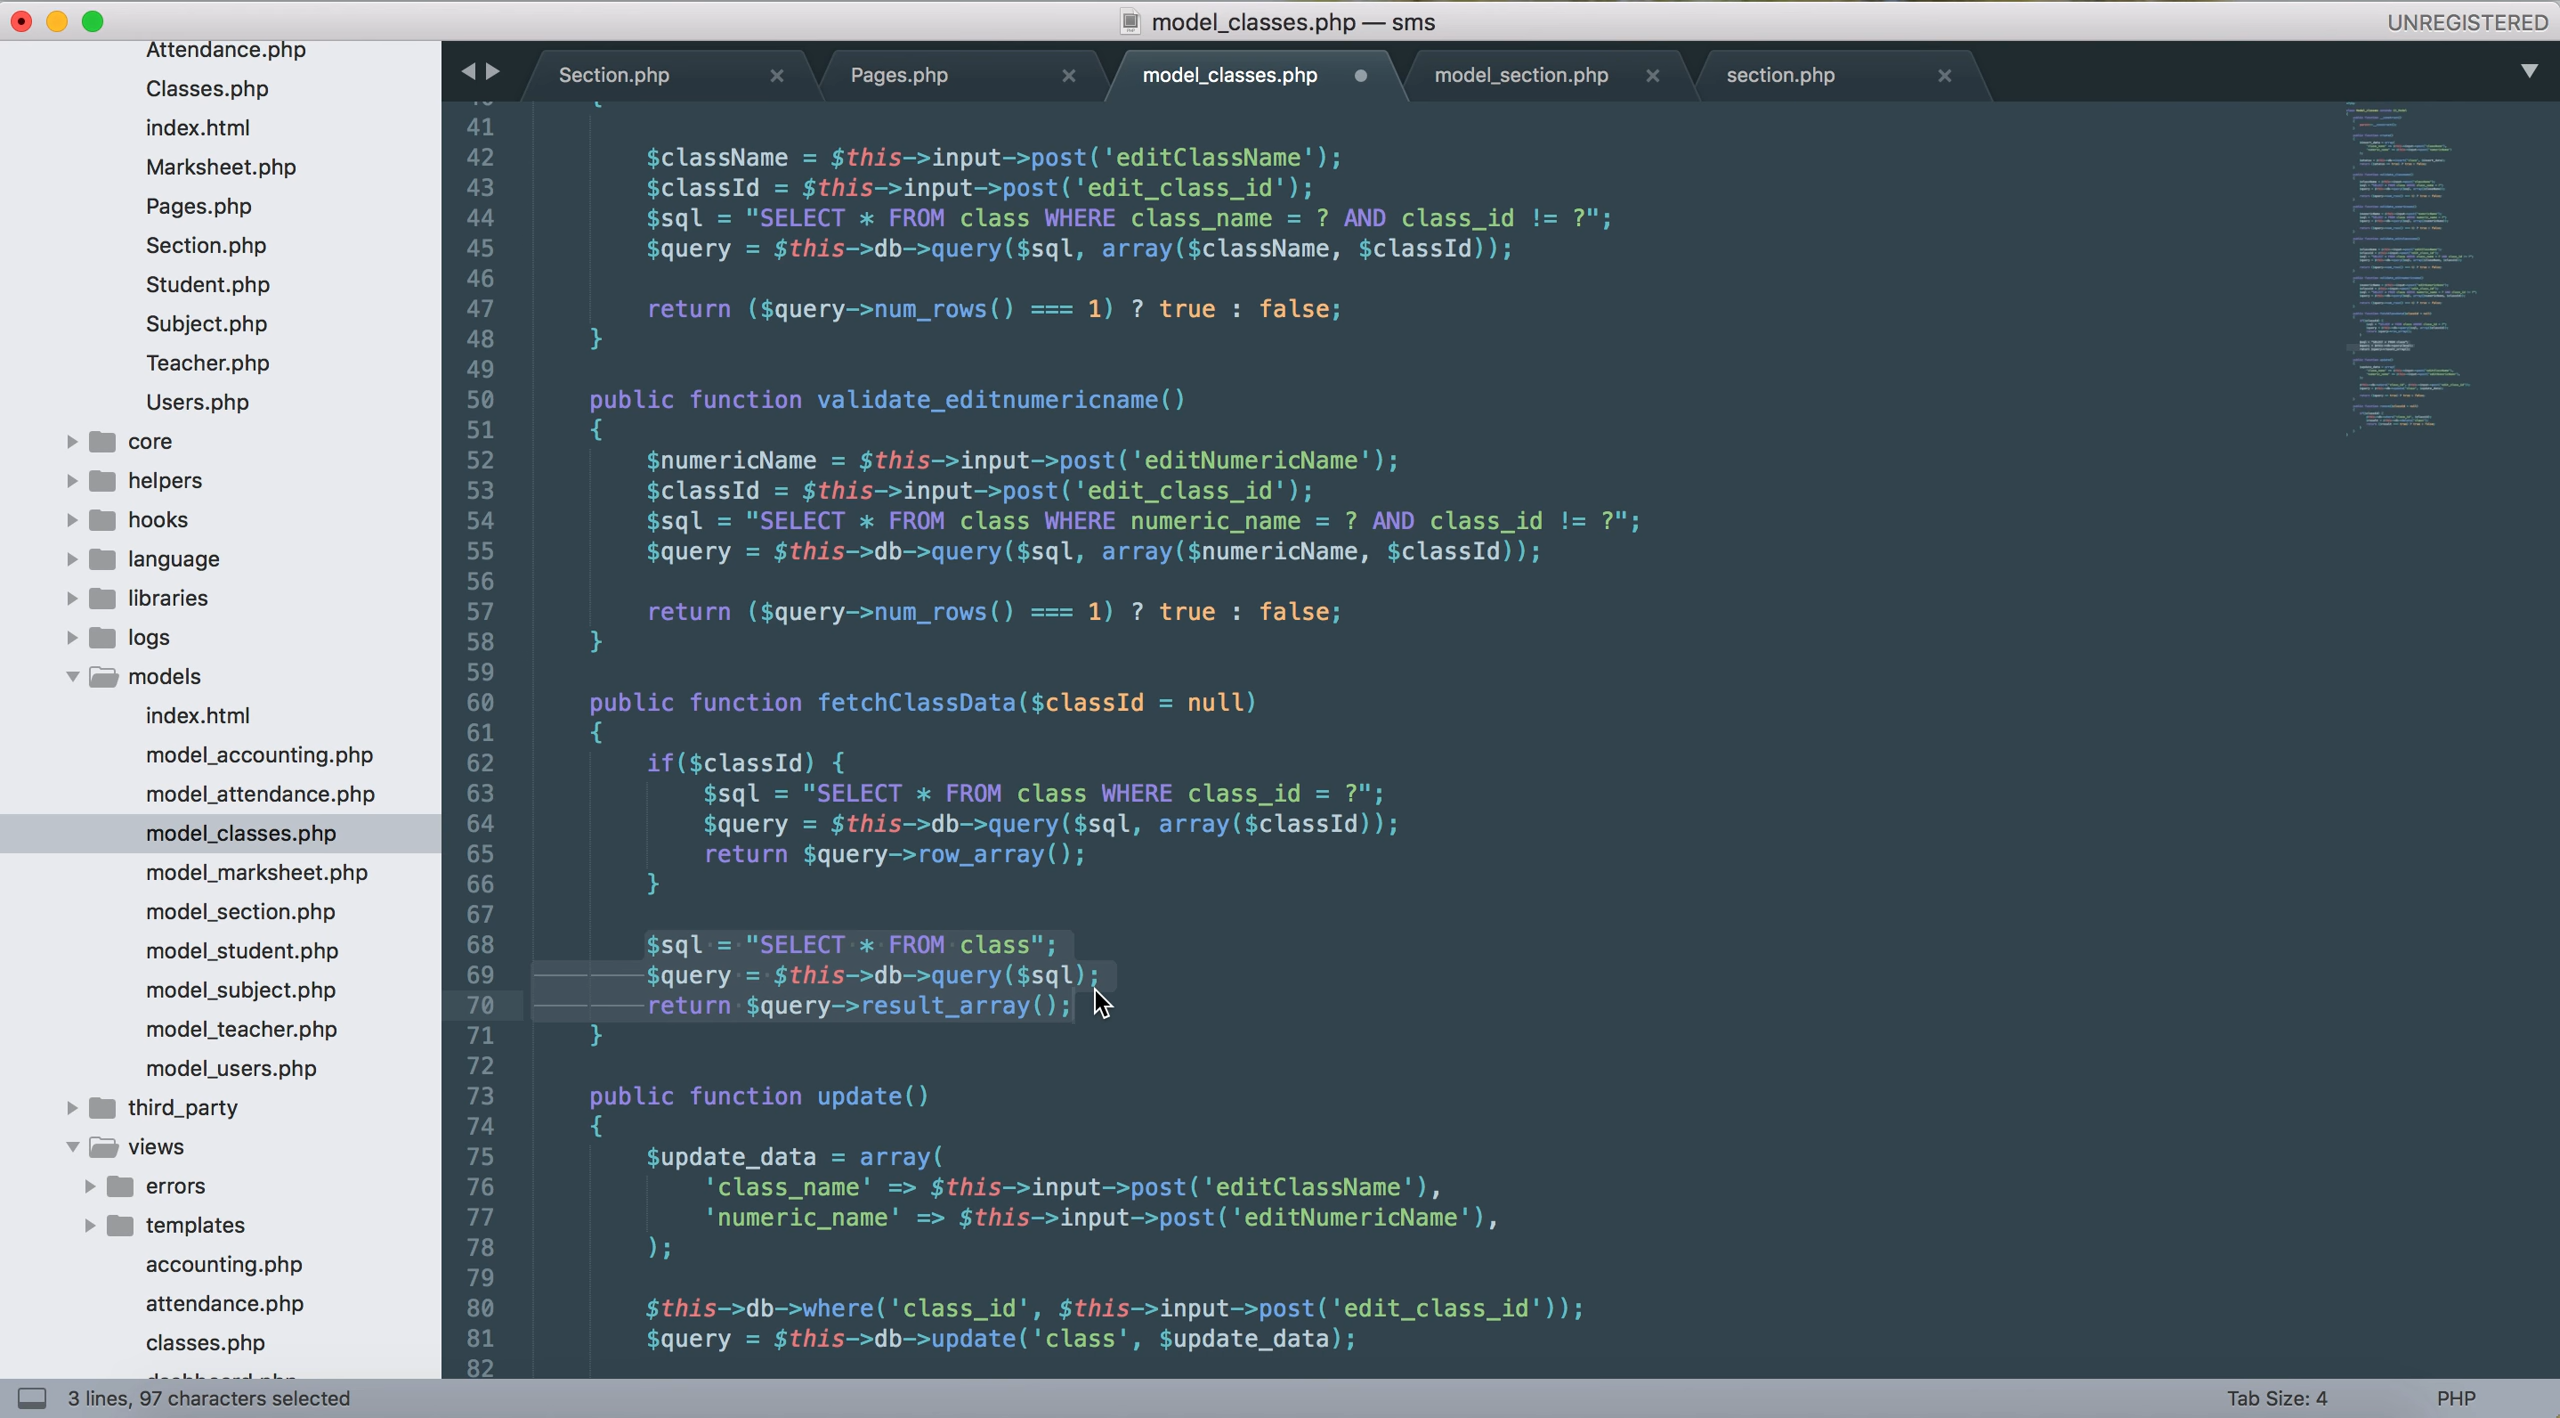 model_classes.php — sms
UNREGISTERED
Attendance.php
Classes.php
index.html
Marksheet.php
Pages.php
Section.php
Student.php
Subject.php
Teacher.php
Users.php
core
helpers
hooks
language
libraries
logs
models
index.html
model_accounting.php
model_attendance.php
model_classes.php
model_marksheet.php
model_section.php
model_student.php
model_subject.php
model_teacher.php
model_users.php
third_party
views
errors
templates
accounting.php
attendance.php
classes.php
Section.php
Pages.php
model_classes.php
model_section.php
section.php
41
42 $className = $this->input->post('editClassName');
43 $classId = $this->input->post('edit_class_id');
44 $sql = "SELECT * FROM class WHERE class_name = ? AND class_id != ?";
45 $query = $this->db->query($sql, array($className, $classId));
46
47 return ($query->num_rows() === 1) ? true : false;
48 }
49
50 public function validate_editnumericname()
51 {
52 $numericName = $this->input->post('editNumericName');
53 $classId = $this->input->post('edit_class_id');
54 $sql = "SELECT * FROM class WHERE numeric_name = ? AND class_id != ?";
55 $query = $this->db->query($sql, array($numericName, $classId));
56
57 return ($query->num_rows() === 1) ? true : false;
58 }
59
60 public function fetchClassData($classId = null)
61 {
62 if($classId) {
63 $sql = "SELECT * FROM class WHERE class_id = ?";
64 $query = $this->db->query($sql, array($classId));
65 return $query->row_array();
66 }
67
68 $sql = "SELECT * FROM class";
69 $query = $this->db->query($sql);
70 return $query->result_array();
71 }
72
73 public function update()
74 {
75 $update_data = array(
76 'class_name' => $this->input->post('editClassName'),
77 'numeric_name' => $this->input->post('editNumericName'),
78 );
79
80 $this->db->where('class_id', $this->input->post('edit_class_id'));
81 $query = $this->db->update('class', $update_data);
82
3 lines, 97 characters selected
Tab Size: 4
PHP